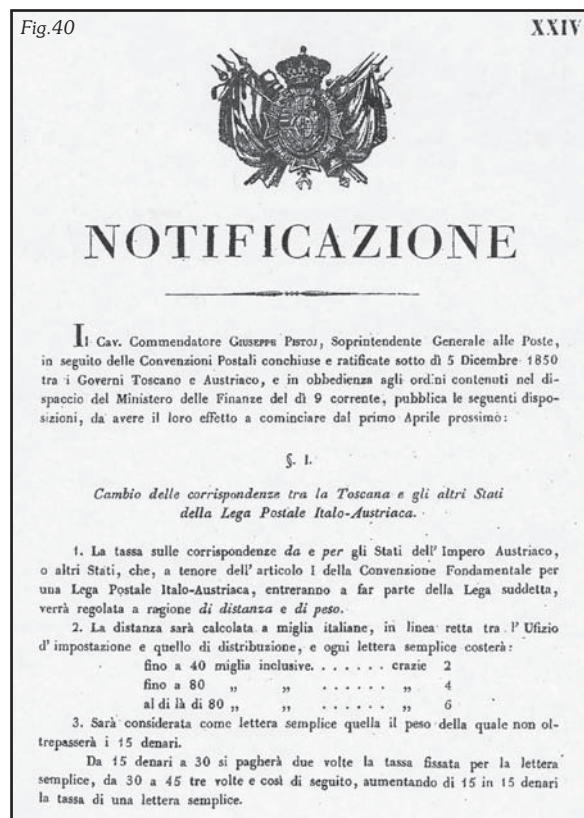 Fig.40
XXIV
NOTIFICAZIONE
Il Cav. Commendatore Giuseppe Pistoj, Soprintendente Generale alle Poste,
in seguito delle Convenzioni Postali conchiuse e ratificate sotto dì 5 Dicembre 1850
tra i Governi Toscano e Austriaco, e in obbedienza agli ordini contenuti nel di-
spaccio del Ministero delle Finanze del dì 9 corrente, pubblica le seguenti dispo-
sizioni, da avere il loro effetto a cominciare dal primo Aprile prossimo:
§. I.
Cambio delle corrispondenze tra la Toscana e gli altri Stati
della Lega Postale Italo-Austriaca.
1. La tassa sulle corrispondenze da e per gli Stati dell' Impero Austriaco,
o altri Stati, che, a tenore dell' articolo I della Convenzione Fondamentale per
una Lega Postale Italo-Austriaca, entreranno a far parte della Lega suddetta,
verrà regolata a ragione di distanza e di peso.
2. La distanza sarà calcolata a miglia italiane, in linea retta tra l' Ufizio
d' impostazione e quello di distribuzione, e ogni lettera semplice costerà:
fino a 40 miglia inclusive. . . . . . . crazie 2
fino a 80 „ „ . . . . . . „ 4
al di là di 80 „ „ . . . . . . „ 6
3. Sarà considerata come lettera semplice quella il peso della quale non ol-
trepasserà i 15 denari.
Da 15 denari a 30 si pagherà due volte la tassa fissata per la lettera
semplice, da 30 a 45 tre volte e così di seguito, aumentando di 15 in 15 denari
la tassa di una lettera semplice.